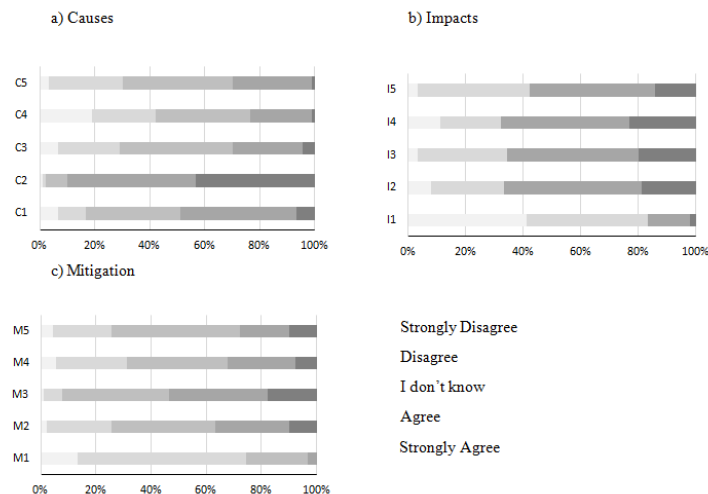 a) Causes
b) Impacts
C5
C4
C3
C2
C1
0% 20% 40% 60% 80% 100%
I5
I4
I3
I2
I1
0% 20% 40% 60% 80% 100%
c) Mitigation
M5
M4
M3
M2
M1
0% 20% 40% 60% 80% 100%
Strongly Disagree
Disagree
I don’t know
Agree
Strongly Agree